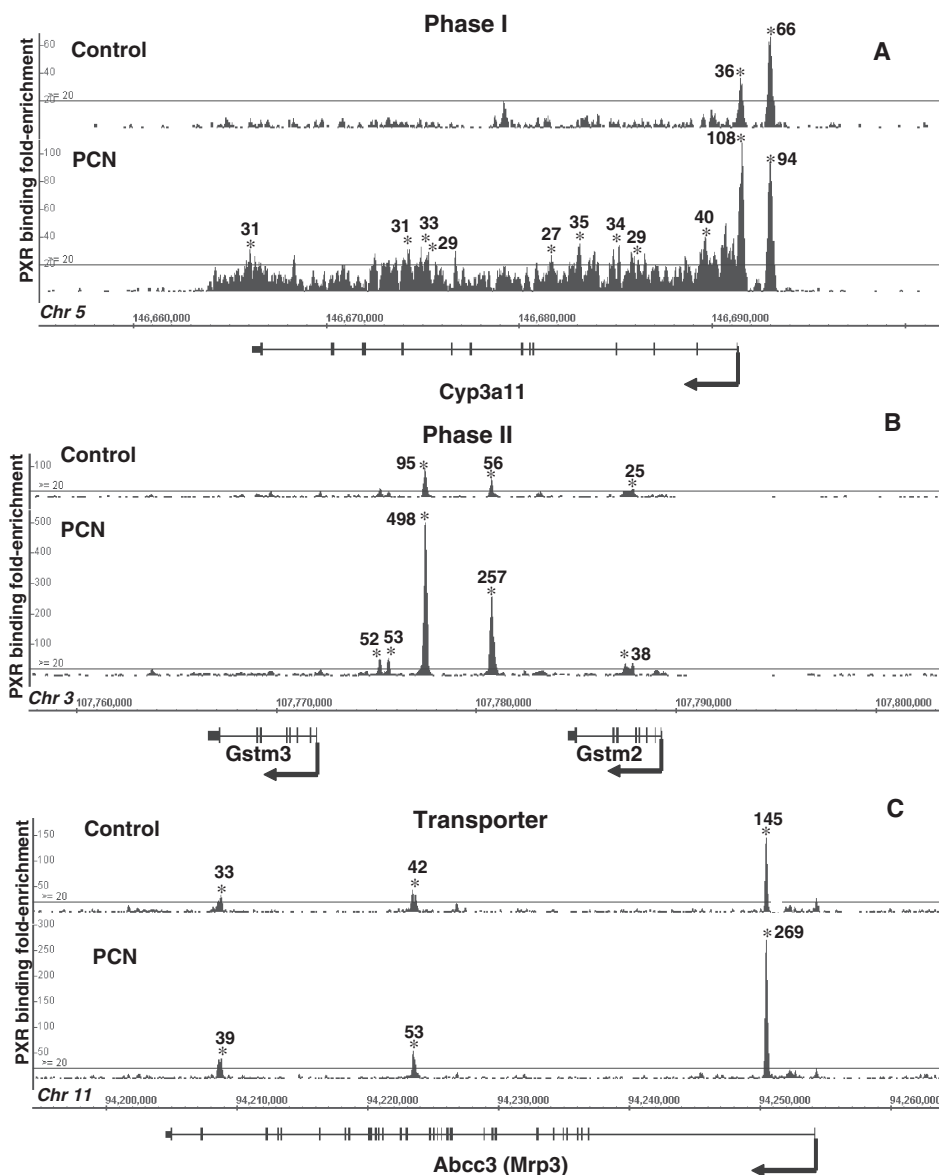 Phase I
A
Control
66
36
60
40
20
>= 20
PXR binding fold-enrichment
PCN
108
94
31
31
33
29
27
35
34
29
40
100
80
60
40
20
>= 20
Chr 5
146,660,000 146,670,000 146,680,000 146,690,000
Cyp3a11
B
Phase II
Control
95
56
25
100
>= 20
PXR binding fold-enrichment
PCN
498
257
52
53
38
500
400
300
200
100
>= 20
Chr 3
107,760,000 107,770,000 107,780,000 107,790,000 107,800,000
Gstm3
Gstm2
C
Transporter
Control
145
33
42
150
100
50
>= 20
PXR binding fold-enrichment
PCN
269
39
53
300
250
200
150
100
50
>= 20
Chr 11
94,200,000 94,210,000 94,220,000 94,230,000 94,240,000 94,250,000 94,260,000
Abcc3 (Mrp3)